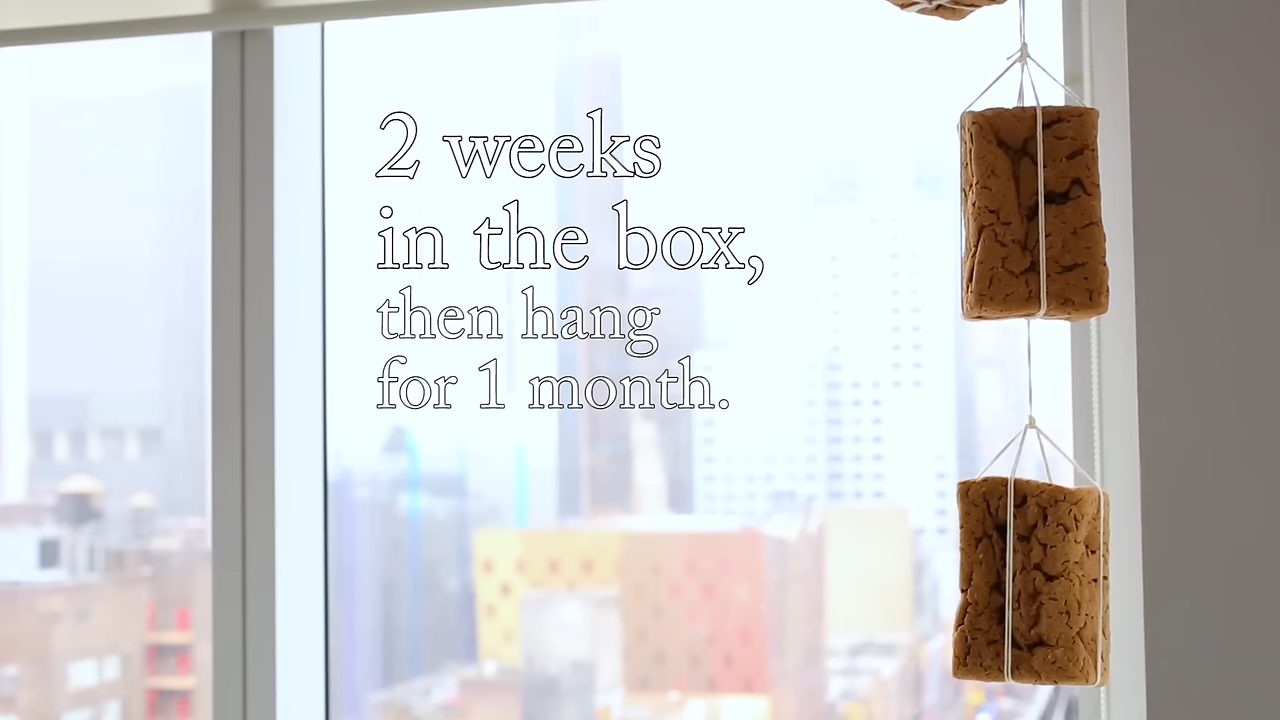 2 weeks
in the box,
then hang
for 1 month.